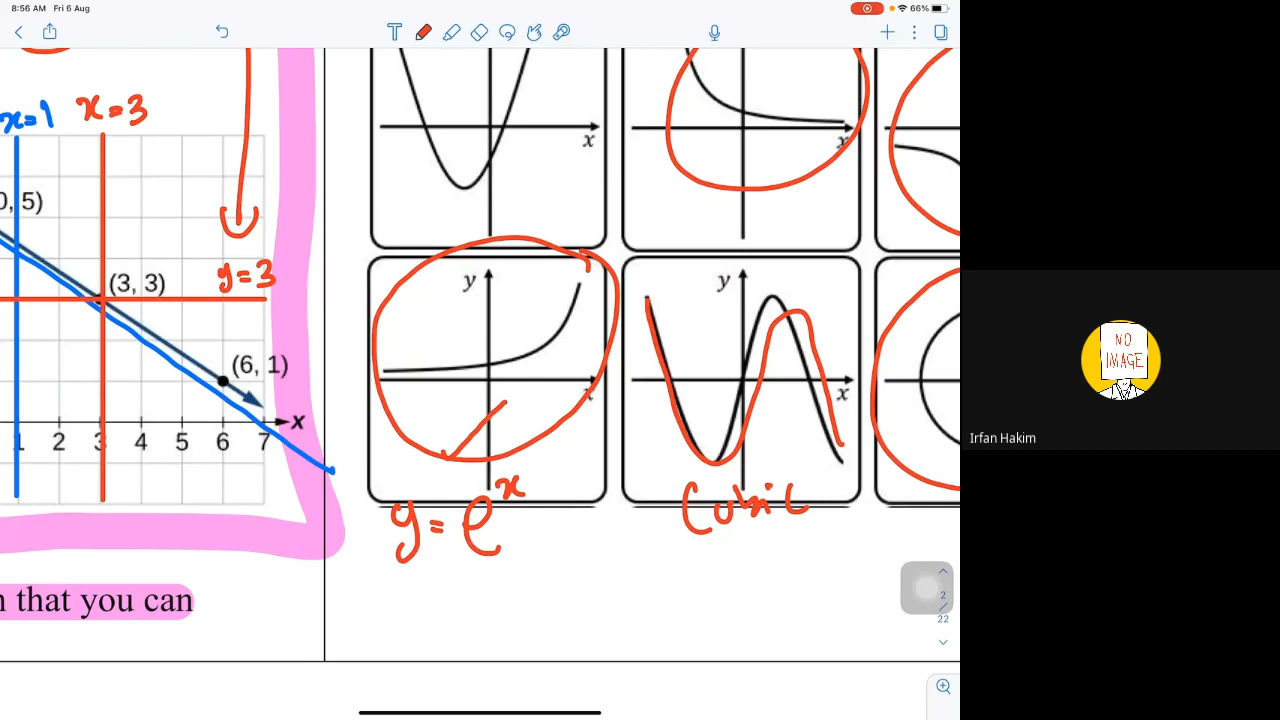 8:56 AM Fri 6 Aug
66%
T
x=1
x=3
0, 5)
(3, 3)
y=3
(6, 1)
x
1 2 3 4 5 6 7
n that you can
x
x
y
x
y
x
y = e^x
Cubic
2
/
22
NO
IMAGE
Irfan Hakim